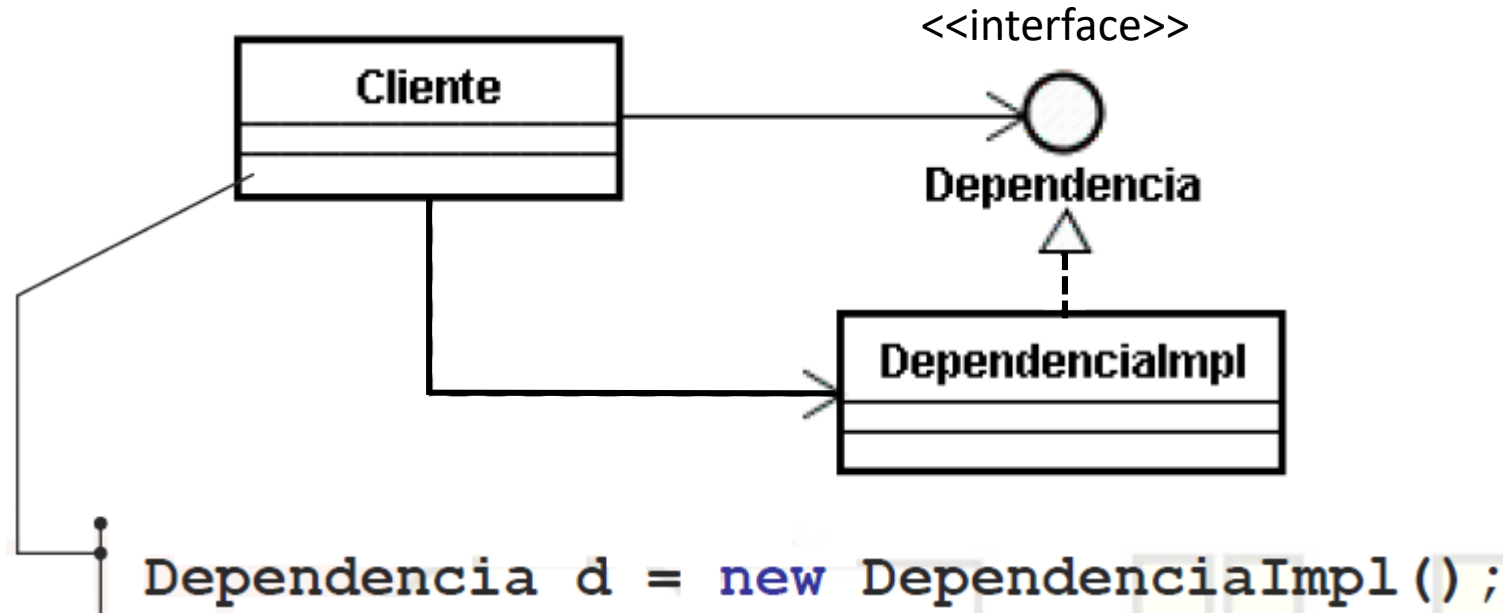 <<interface>>
Cliente
Dependencia
DependenciaImpl
Dependencia d = new DependenciaImpl();